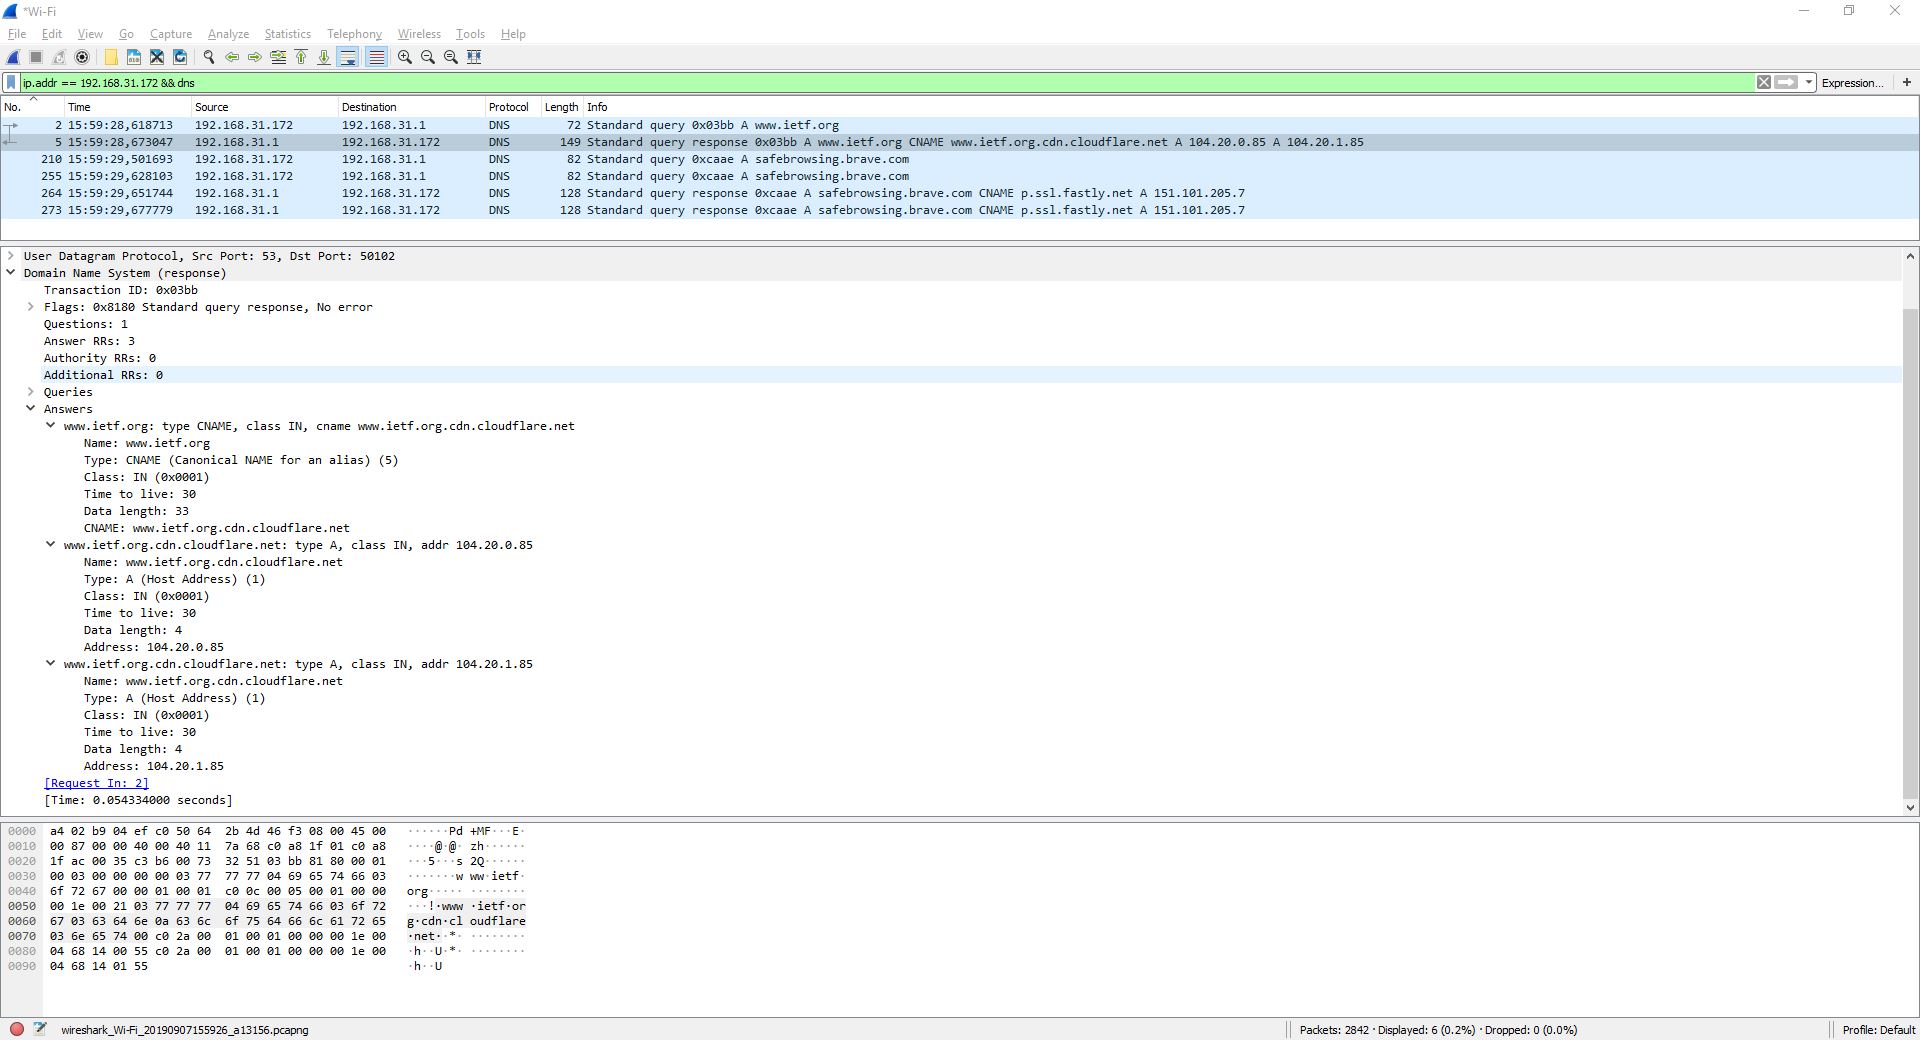 *Wi-Fi
File Edit View Go Capture Analyze Statistics Telephony Wireless Tools Help
ip.addr == 192.168.31.172 && dns Expression... +
No. Time Source Destination Protocol Length Info
2 15:59:28,618713 192.168.31.172 192.168.31.1 DNS 72 Standard query 0x03bb A www.ietf.org
5 15:59:28,673047 192.168.31.1 192.168.31.172 DNS 149 Standard query response 0x03bb A www.ietf.org CNAME www.ietf.org.cdn.cloudflare.net A 104.20.0.85 A 104.20.1.85
210 15:59:29,501693 192.168.31.172 192.168.31.1 DNS 82 Standard query 0xcaae A safebrowsing.brave.com
255 15:59:29,628103 192.168.31.172 192.168.31.1 DNS 82 Standard query 0xcaae A safebrowsing.brave.com
264 15:59:29,651744 192.168.31.1 192.168.31.172 DNS 128 Standard query response 0xcaae A safebrowsing.brave.com CNAME p.ssl.fastly.net A 151.101.205.7
273 15:59:29,677779 192.168.31.1 192.168.31.172 DNS 128 Standard query response 0xcaae A safebrowsing.brave.com CNAME p.ssl.fastly.net A 151.101.205.7
User Datagram Protocol, Src Port: 53, Dst Port: 50102
Domain Name System (response)
Transaction ID: 0x03bb
Flags: 0x8180 Standard query response, No error
Questions: 1
Answer RRs: 3
Authority RRs: 0
Additional RRs: 0
Queries
Answers
www.ietf.org: type CNAME, class IN, cname www.ietf.org.cdn.cloudflare.net
Name: www.ietf.org
Type: CNAME (Canonical NAME for an alias) (5)
Class: IN (0x0001)
Time to live: 30
Data length: 33
CNAME: www.ietf.org.cdn.cloudflare.net
www.ietf.org.cdn.cloudflare.net: type A, class IN, addr 104.20.0.85
Name: www.ietf.org.cdn.cloudflare.net
Type: A (Host Address) (1)
Class: IN (0x0001)
Time to live: 30
Data length: 4
Address: 104.20.0.85
www.ietf.org.cdn.cloudflare.net: type A, class IN, addr 104.20.1.85
Name: www.ietf.org.cdn.cloudflare.net
Type: A (Host Address) (1)
Class: IN (0x0001)
Time to live: 30
Data length: 4
Address: 104.20.1.85
[Request In: 2]
[Time: 0.054334000 seconds]
0000 a4 02 b9 04 ef c0 50 64 2b 4d 46 f3 08 00 45 00 ······Pd +MF···E·
0010 00 87 00 00 40 00 40 11 7a 68 c0 a8 1f 01 c0 a8 ····@·@· zh······
0020 1f ac 00 35 c3 b6 00 73 32 51 03 bb 81 80 00 01 ···5···s 2Q······
0030 00 03 00 00 00 00 03 77 77 77 04 69 65 74 66 03 ·······w ww·ietf·
0040 6f 72 67 00 00 01 00 01 c0 0c 00 05 00 01 00 00 org····· ········
0050 00 1e 00 21 03 77 77 77 04 69 65 74 66 03 6f 72 ···!·www ·ietf·or
0060 67 03 63 64 6e 0a 63 6c 6f 75 64 66 6c 61 72 65 g·cdn·cl oudflare
0070 03 6e 65 74 00 c0 2a 00 01 00 01 00 00 00 1e 00 ·net··*· ········
0080 04 68 14 00 55 c0 2a 00 01 00 01 00 00 00 1e 00 ·h··U·*· ········
0090 04 68 14 01 55 ·h··U
wireshark_Wi-Fi_20190907155926_a13156.pcapng Packets: 2842 · Displayed: 6 (0.2%) · Dropped: 0 (0.0%) Profile: Default